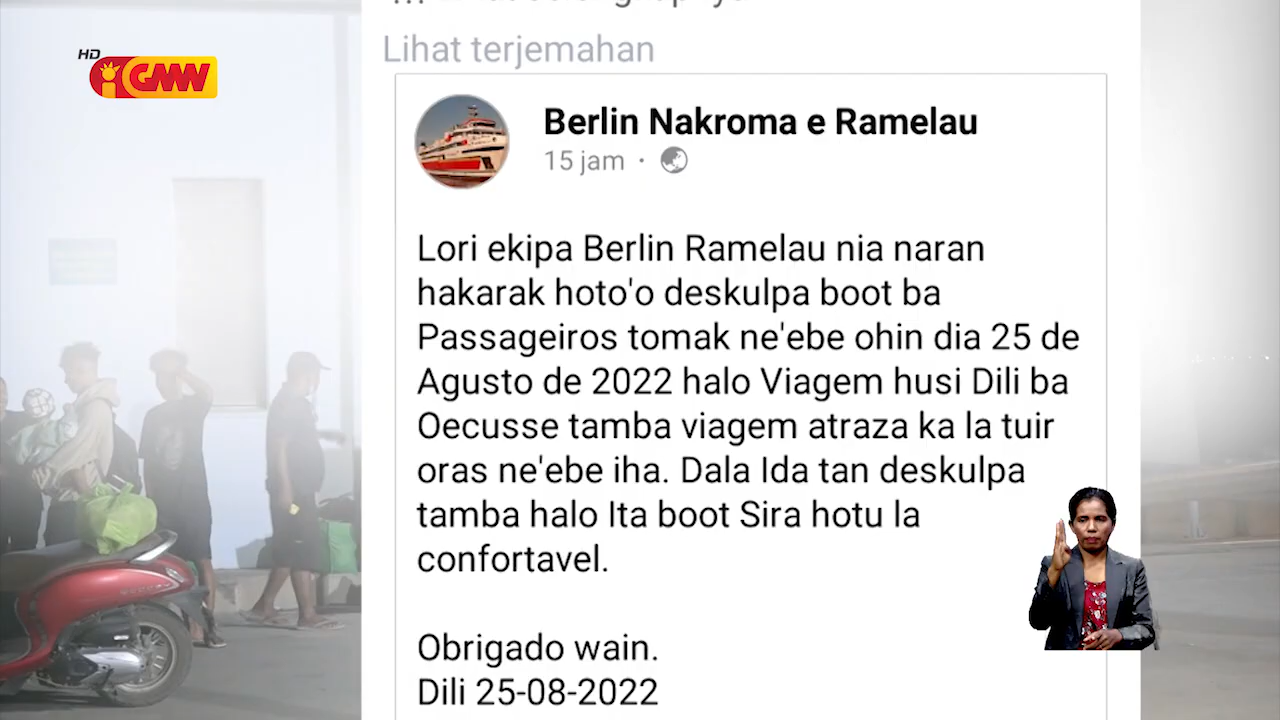 Lihat terjemahan
HD
GMN
Berlin Nakroma e Ramelau
15 jam ·
Lori ekipa Berlin Ramelau nia naran
hakarak hoto'o deskulpa boot ba
Passageiros tomak ne'ebe ohin dia 25 de
Agusto de 2022 halo Viagem husi Dili ba
Oecusse tamba viagem atraza ka la tuir
oras ne'ebe iha. Dala Ida tan deskulpa
tamba halo Ita boot Sira hotu la
confortavel.
Obrigado wain.
Dili 25-08-2022